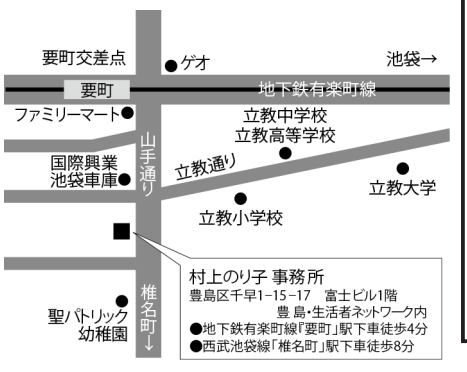 要町交差点
ゲオ
池袋→
要町
地下鉄有楽町線
ファミリーマート
立教中学校
立教高等学校
山手通り
国際興業
池袋車庫
立教通り
立教大学
立教小学校
村上のり子 事務所
豊島区千早1-15-17 富士ビル1階
豊島・生活者ネットワーク内
●地下鉄有楽町線『要町』駅下車徒歩4分
●西武池袋線「椎名町」駅下車徒歩8分
椎名町↓
聖パトリック
幼稚園